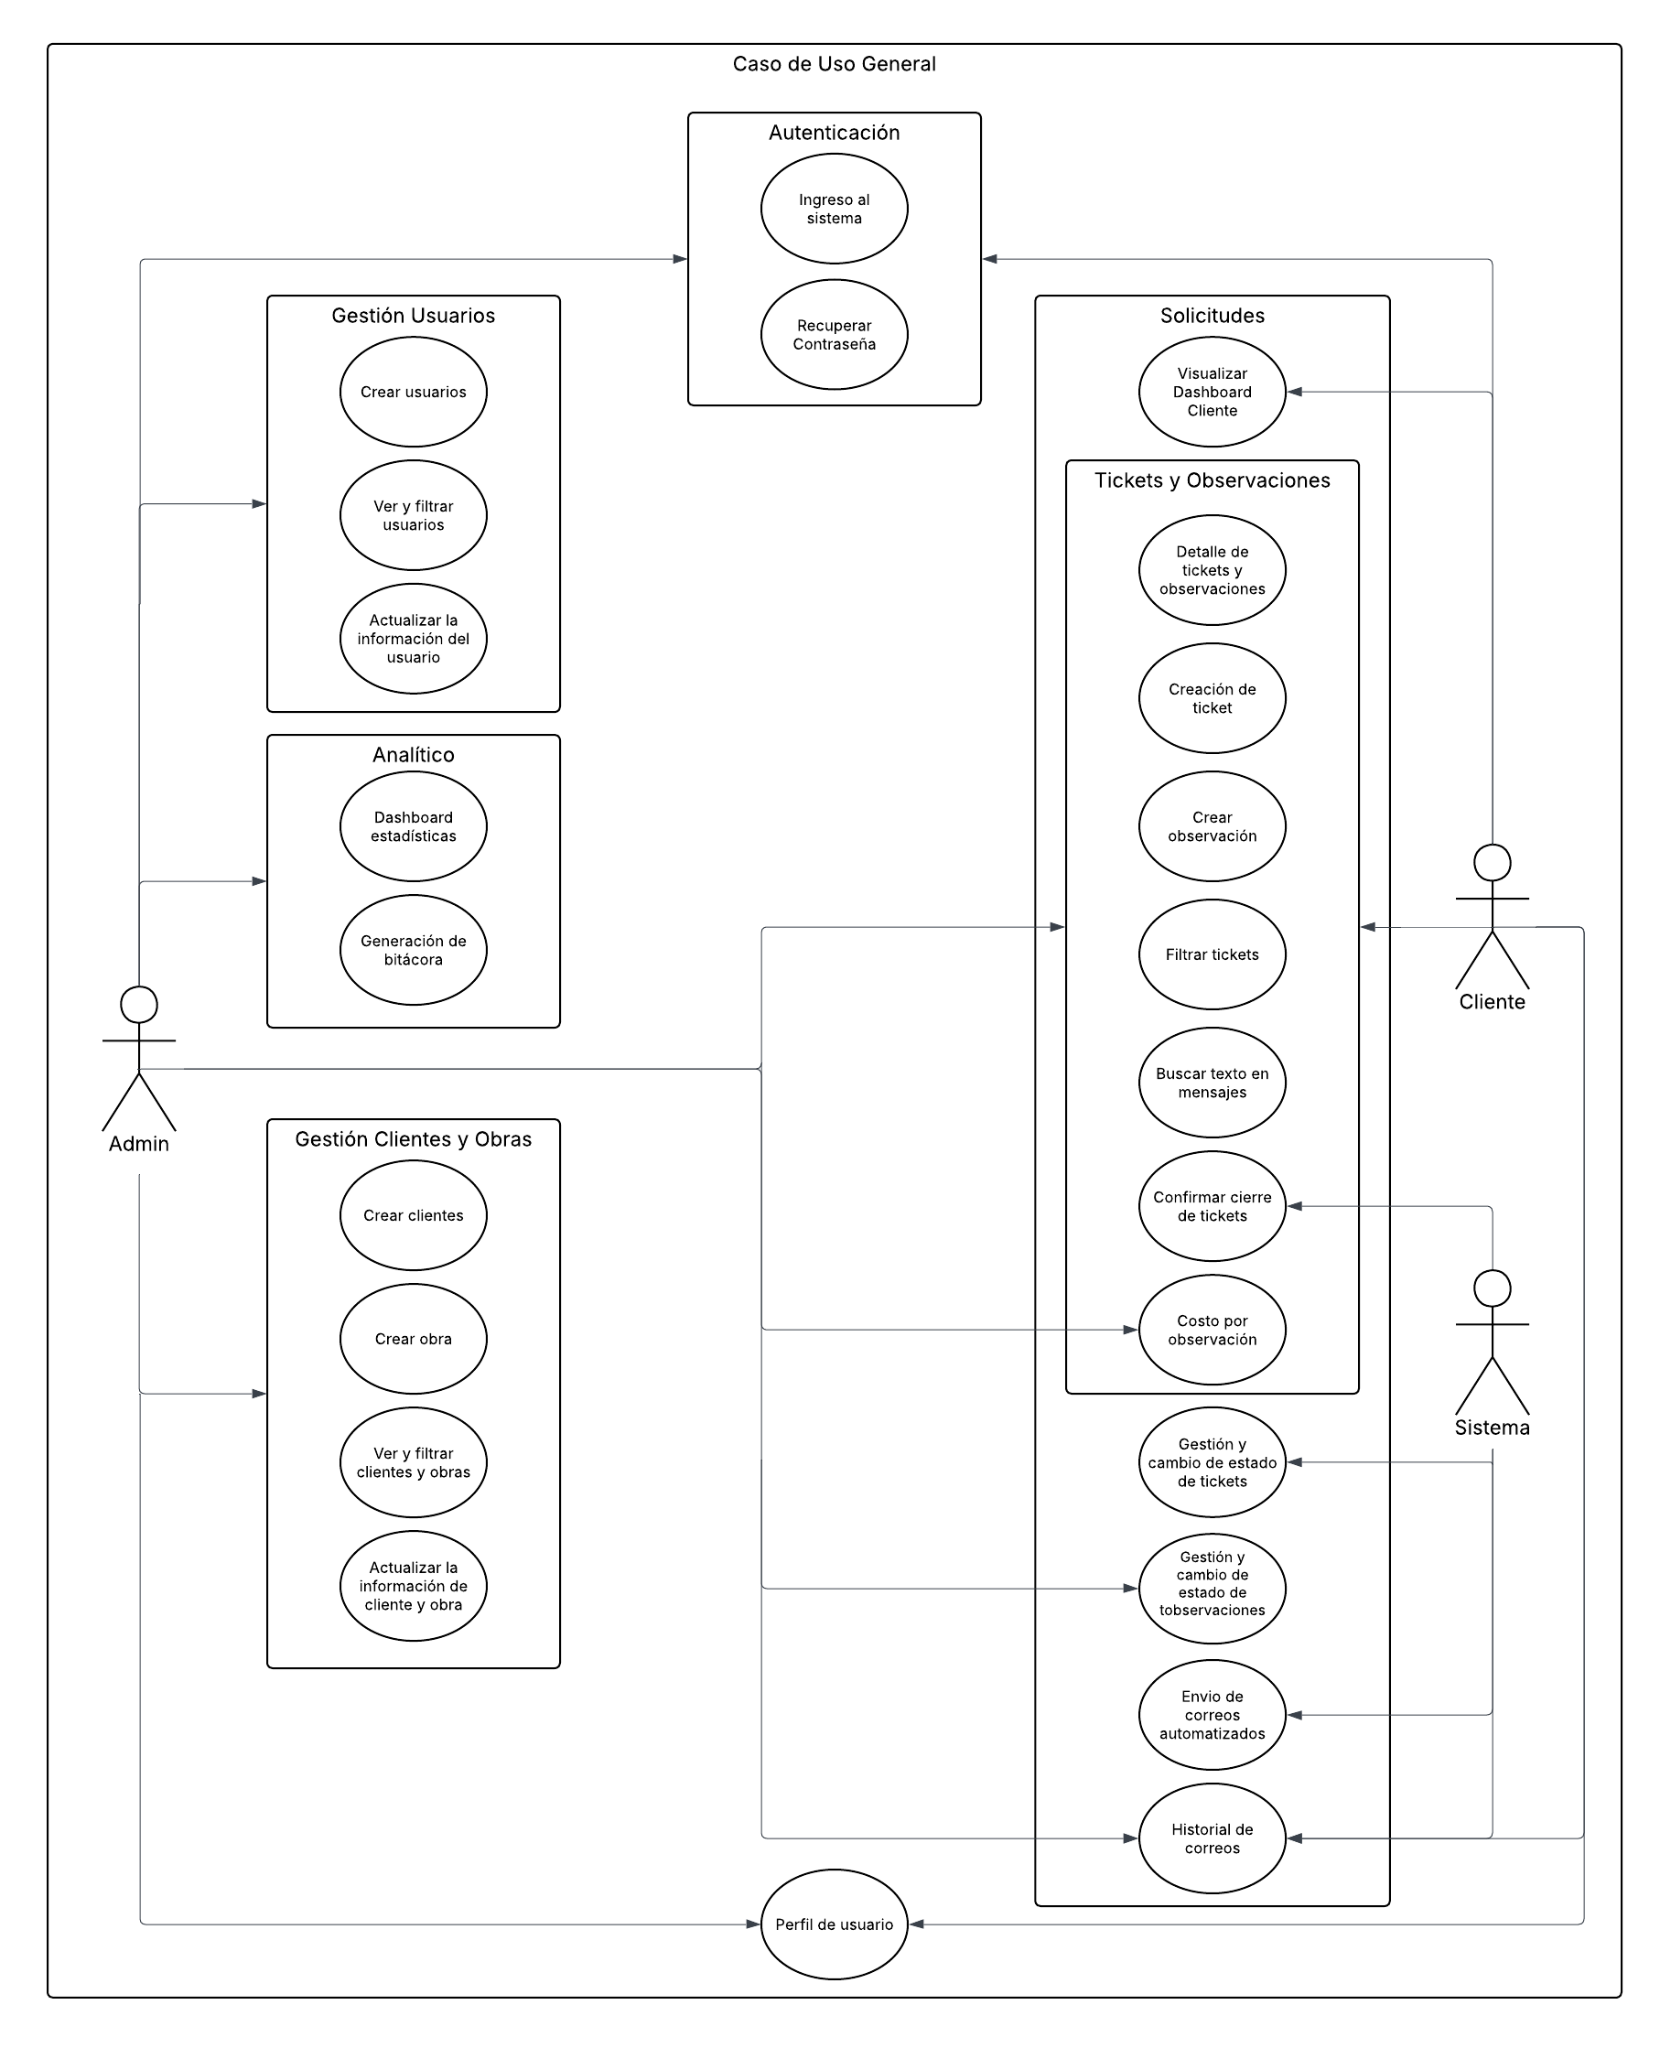 Caso de Uso General
Autenticación
Ingreso al
sistema
Recuperar
Contraseña
Gestión Usuarios
Crear usuarios
Ver y filtrar
usuarios
Actualizar la
información del
usuario
Analítico
Dashboard
estadísticas
Generación de
bitácora
Admin
Gestión Clientes y Obras
Crear clientes
Crear obra
Ver y filtrar
clientes y obras
Actualizar la
información de
cliente y obra
Solicitudes
Visualizar
Dashboard
Cliente
Tickets y Observaciones
Detalle de
tickets y
observaciones
Creación de
ticket
Crear
observación
Filtrar tickets
Buscar texto en
mensajes
Confirmar cierre
de tickets
Costo por
observación
Gestión y
cambio de estado
de tickets
Gestión y
cambio de
estado de
tobservaciones
Envio de
correos
automatizados
Historial de
correos
Cliente
Sistema
Perfil de usuario